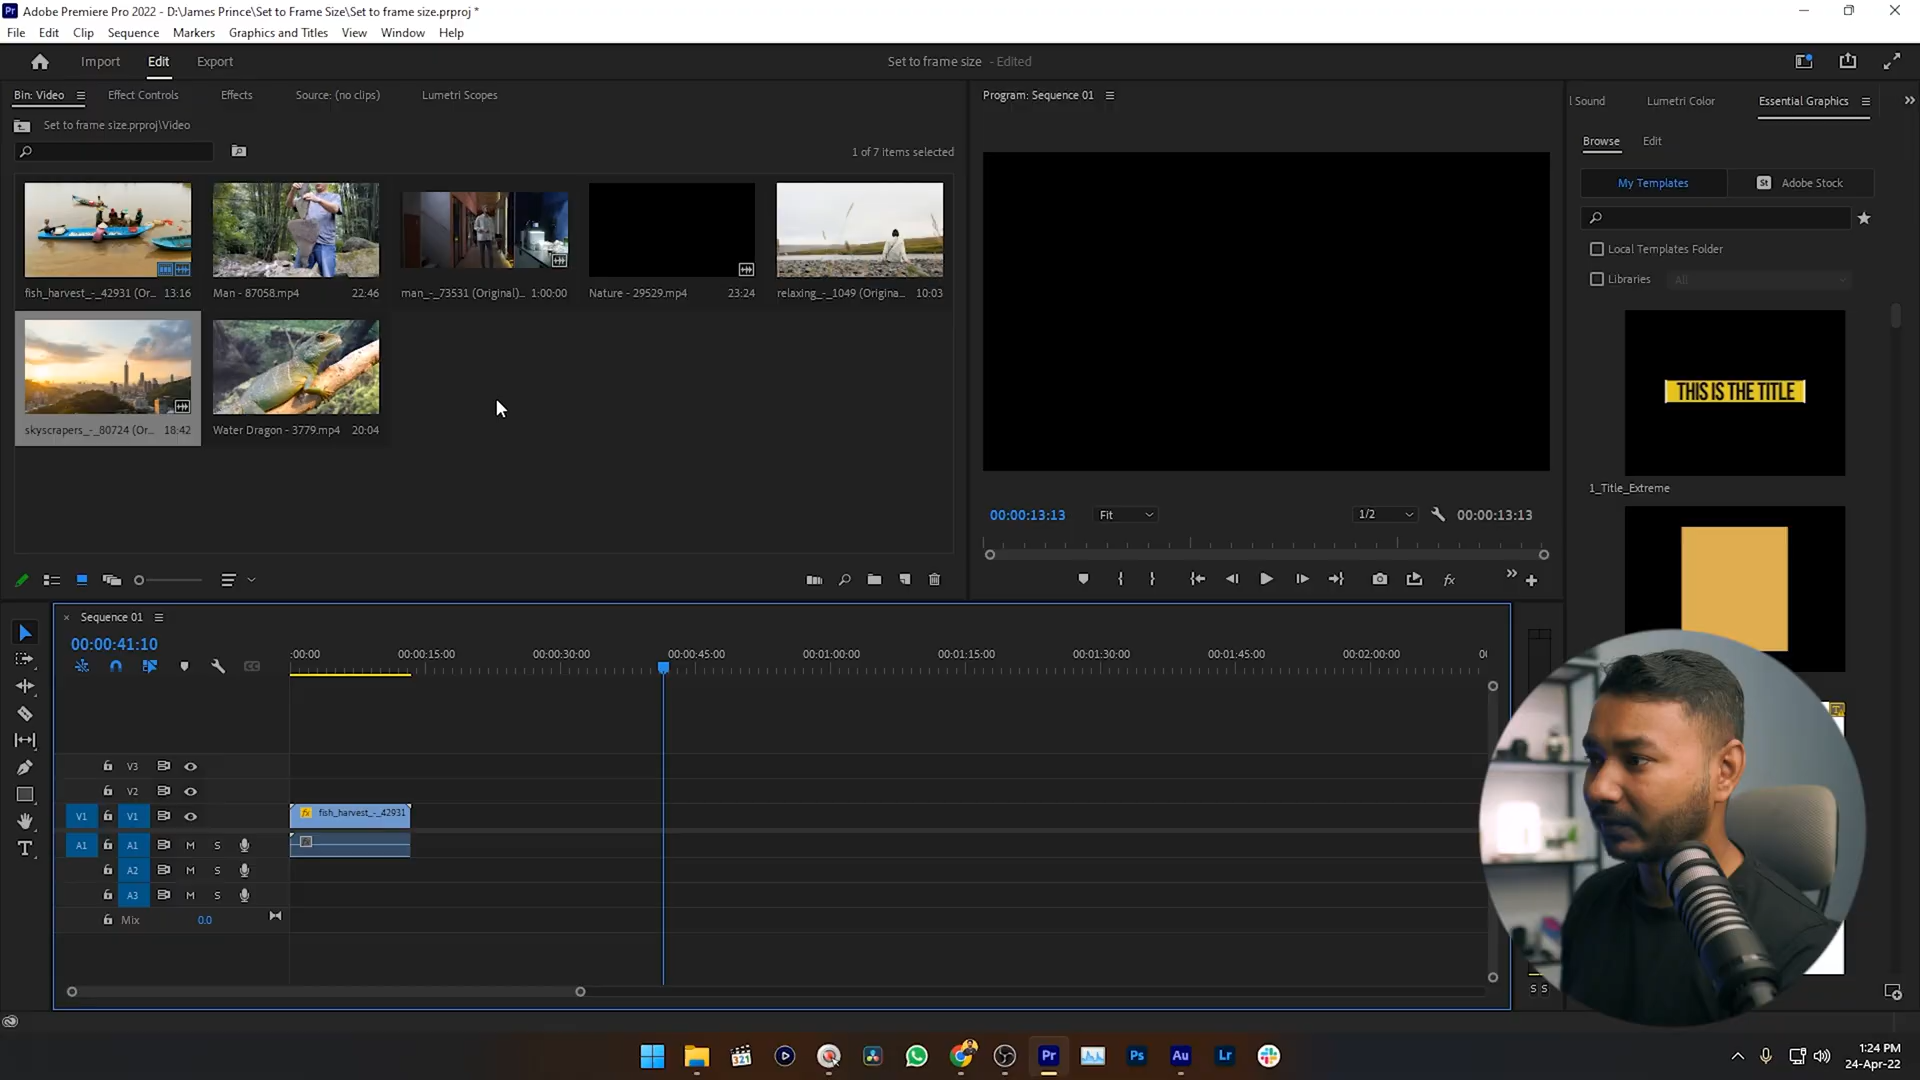 Pr Adobe Premiere Pro 2022 - D:\James Prince\Set to Frame Size\Set to frame size.prproj *
File Edit Clip Sequence Markers Graphics and Titles View Window Help
Import Edit Export Set to frame size - Edited
Bin: Video Effect Controls Effects Source: (no clips) Lumetri Scopes
Program: Sequence 01
l Sound Lumetri Color Essential Graphics
Set to frame size.prproj\Video
Browse Edit
1 of 7 items selected
My Templates St Adobe Stock
Local Templates Folder
Libraries All
fish_harvest_-_42931 (Or... 13:16
Man - 87058.mp4 22:46
man_-_73531 (Original)... 1:00:00
Nature - 29529.mp4 23:24
relaxing_-_1049 (Origina... 10:03
skyscrapers_-_80724 (Or... 18:42
Water Dragon - 3779.mp4 20:04
THIS IS THE TITLE
1_Title_Extreme
00:00:13:13 Fit 1/2 00:00:13:13
fx
Sequence 01
00:00:41:10
:00:00 00:00:15:00 00:00:30:00 00:00:45:00 00:01:00:00 00:01:15:00 00:01:30:00 00:01:45:00 00:02:00:00
V3
V2
V1 V1 fx fish_harvest_-_42931
A1 A1 M S
A2 M S
A3 M S
Mix 0.0
S S
321 Pr Ps Au Lr
1:24 PM
24-Apr-22